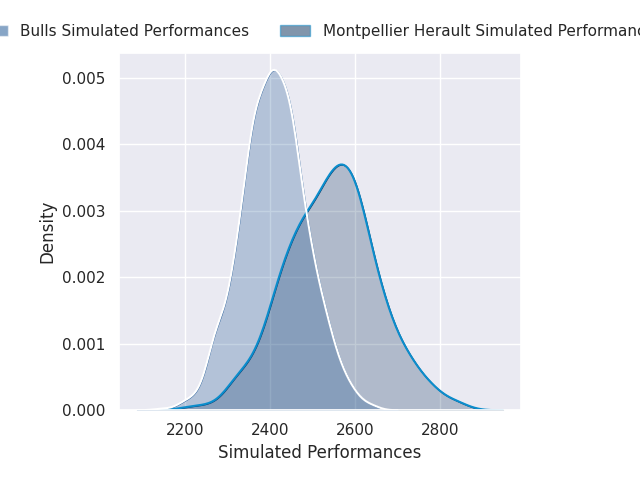 Bulls Simulated Performances Montpellier Herault Simulated
0.005
0.004
0.003
0.002
0.001
0.000
Density
2200 2400 2600 2800
Simulated Performances